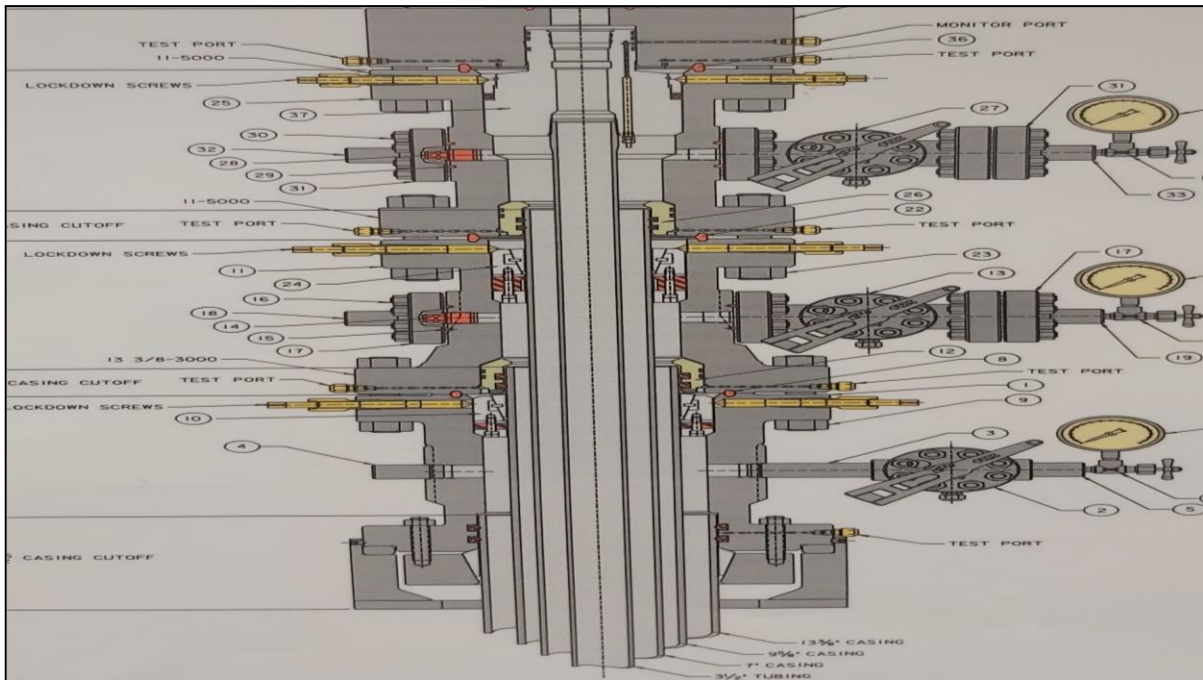 MONITOR PORT
TEST PORT
36
11-5000
TEST PORT
LOCKDOWN SCREWS
25
37
27
31
30
32
28
29
31
33
11-5000
26
22
SING CUTOFF
TEST PORT
TEST PORT
LOCKDOWN SCREWS
11
24
23
13
17
16
18
14
15
17
19
13 3/8-3000
12
8
CASING CUTOFF
TEST PORT
TEST PORT
LOCKDOWN SCREWS
10
1
9
4
3
2
5
CASING CUTOFF
TEST PORT
13⅜" CASING
9⅝" CASING
7" CASING
3½" TUBING